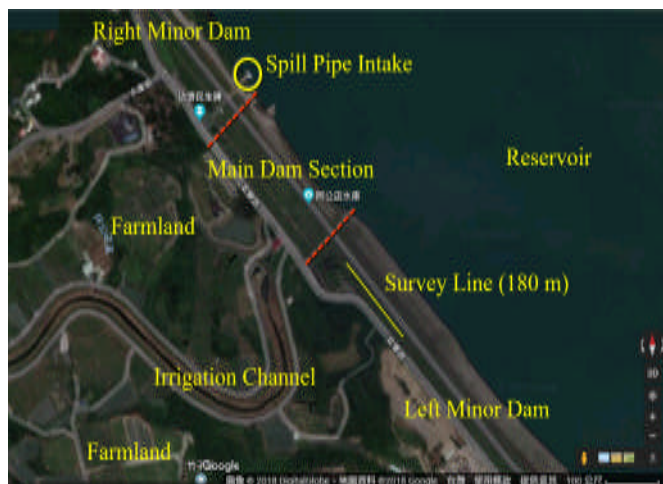 Right Minor Dam
Spill Pipe Intake
Main Dam Section
Reservoir
Farmland
Survey Line (180 m)
Irrigation Channel
Left Minor Dam
Farmland
Google
3D